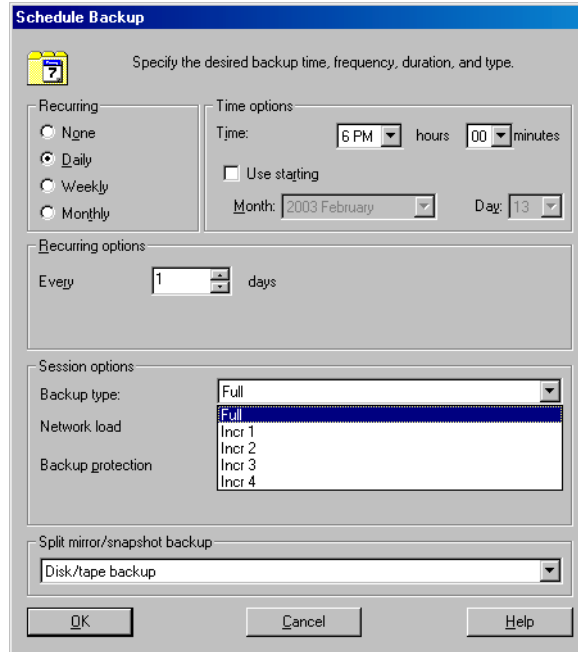 Schedule Backup
7
Specify the desired backup time, frequency, duration, and type.
Recurring
None
Daily
Weekly
Monthly
Time options
Time: 6 PM hours 00 minutes
Use starting
Month: 2003 February Day: 13
Recurring options
Every 1 days
Session options
Backup type: Full
Full
Network load
Incr 1
Incr 2
Backup protection
Incr 3
Incr 4
Split mirror/snapshot backup
Disk/tape backup
OK Cancel Help